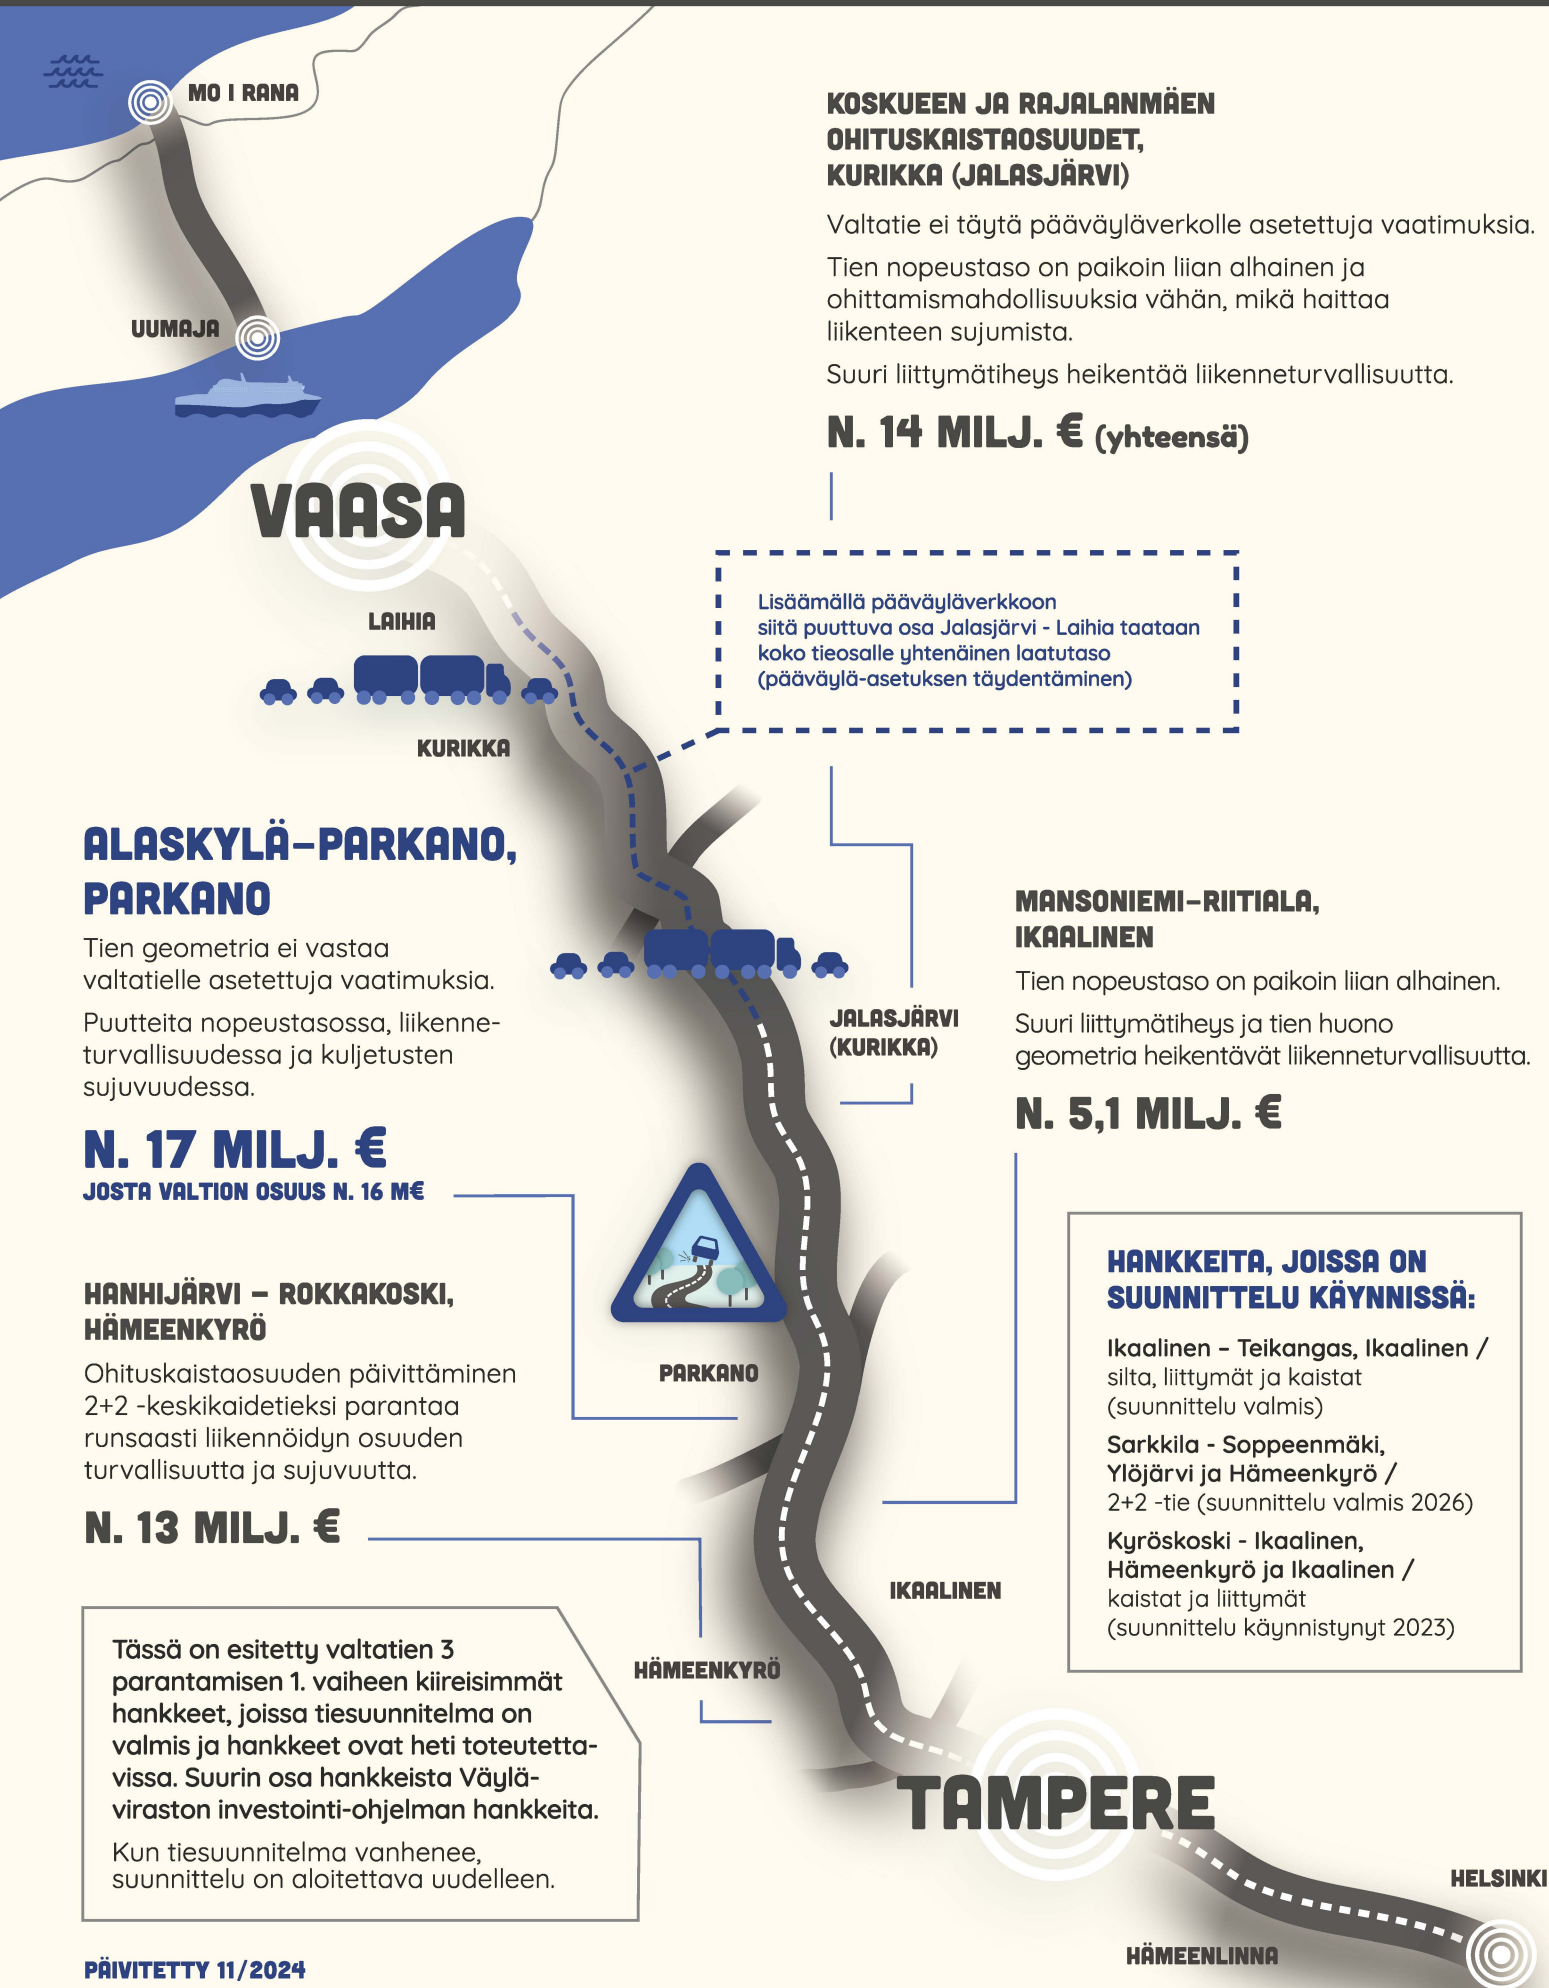 MO I RANA
UUMAJA
VAASA
LAIHIA
KURIKKA
KOSKUEEN JA RAJALANMÄEN
OHITUSKAISTAOSUUDET,
KURIKKA (JALASJÄRVI)
Valtatie ei täytä pääväyläverkolle asetettuja vaatimuksia.
Tien nopeustaso on paikoin liian alhainen ja
ohittamismahdollisuuksia vähän, mikä haittaa
liikenteen sujumista.
Suuri liittymätiheys heikentää liikenneturvallisuutta.
N. 14 MILJ. € (yhteensä)
Lisäämällä pääväyläverkkoon
siitä puuttuva osa Jalasjärvi - Laihia taataan
koko tieosalle yhtenäinen laatutaso
(pääväylä-asetuksen täydentäminen)
ALASKYLÄ–PARKANO,
PARKANO
Tien geometria ei vastaa
valtatielle asetettuja vaatimuksia.
Puutteita nopeustasossa, liikenne-
turvallisuudessa ja kuljetusten
sujuvuudessa.
N. 17 MILJ. €
JOSTA VALTION OSUUS N. 16 M€
JALASJÄRVI
(KURIKKA)
MANSONIEMI–RIITIALA,
IKAALINEN
Tien nopeustaso on paikoin liian alhainen.
Suuri liittymätiheys ja tien huono
geometria heikentävät liikenneturvallisuutta.
N. 5,1 MILJ. €
HANHIJÄRVI – ROKKAKOSKI,
HÄMEENKYRÖ
Ohituskaistaosuuden päivittäminen
2+2 -keskikaidetieksi parantaa
runsaasti liikennöidyn osuuden
turvallisuutta ja sujuvuutta.
N. 13 MILJ. €
PARKANO
HANKKEITA, JOISSA ON
SUUNNITTELU KÄYNNISSÄ:
Ikaalinen – Teikangas, Ikaalinen /
silta, liittymät ja kaistat
(suunnittelu valmis)
Sarkkila - Soppeenmäki,
Ylöjärvi ja Hämeenkyrö /
2+2 -tie (suunnittelu valmis 2026)
Kyröskoski - Ikaalinen,
Hämeenkyrö ja Ikaalinen /
kaistat ja liittymät
(suunnittelu käynnistynyt 2023)
IKAALINEN
HÄMEENKYRÖ
Tässä on esitetty valtatien 3
parantamisen 1. vaiheen kiireisimmät
hankkeet, joissa tiesuunnitelma on
valmis ja hankkeet ovat heti toteutetta-
vissa. Suurin osa hankkeista Väylä-
viraston investointi-ohjelman hankkeita.
Kun tiesuunnitelma vanhenee,
suunnittelu on aloitettava uudelleen.
TAMPERE
HELSINKI
HÄMEENLINNA
PÄIVITETTY 11/2024